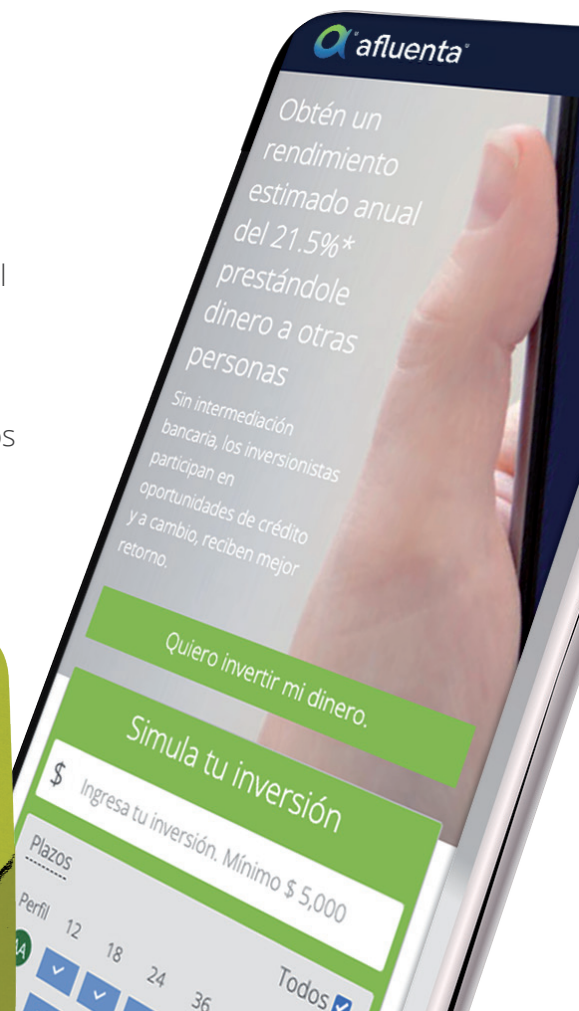 afluenta
Obtén un
rendimiento
estimado anual
del 21.5%*
prestándole
dinero a otras
personas
Sin intermediación
bancaria, los inversionistas
participan en
oportunidades de crédito
y a cambio, reciben mejor
retorno.
Quiero invertir mi dinero.
Simula tu inversión
$ Ingresa tu inversión. Mínimo $ 5,000
Plazos
Perfil 12 18 24 36 Todos